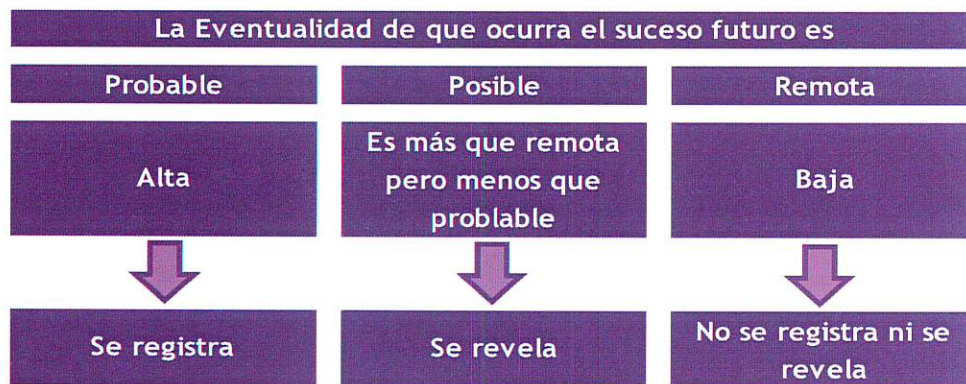 La Eventualidad de que ocurra el suceso futuro es
Probable
Posible
Remota
Alta
Es más que remota
pero menos que
problable
Baja
Se registra
Se revela
No se registra ni se
revela